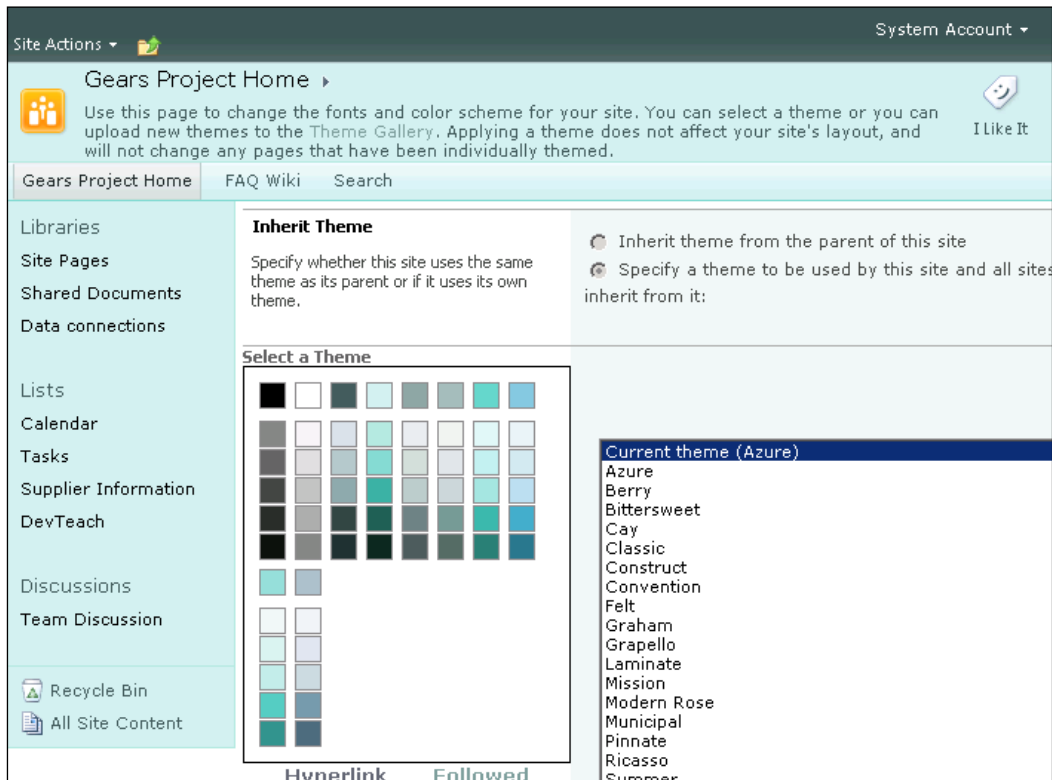 System Account
Site Actions
Gears Project Home
Use this page to change the fonts and color scheme for your site. You can select a theme or you can
upload new themes to the Theme Gallery. Applying a theme does not affect your site's layout, and
will not change any pages that have been individually themed.
I Like It
Gears Project Home FAQ Wiki Search
Libraries
Site Pages
Shared Documents
Data connections
Lists
Calendar
Tasks
Supplier Information
DevTeach
Discussions
Team Discussion
Recycle Bin
All Site Content
Inherit Theme
Specify whether this site uses the same
theme as its parent or if it uses its own
theme.
Inherit theme from the parent of this site
Specify a theme to be used by this site and all sites
inherit from it:
Select a Theme
Hyperlink Followed
Current theme (Azure)
Azure
Berry
Bittersweet
Cay
Classic
Construct
Convention
Felt
Graham
Grapello
Laminate
Mission
Modern Rose
Municipal
Pinnate
Ricasso
Summer